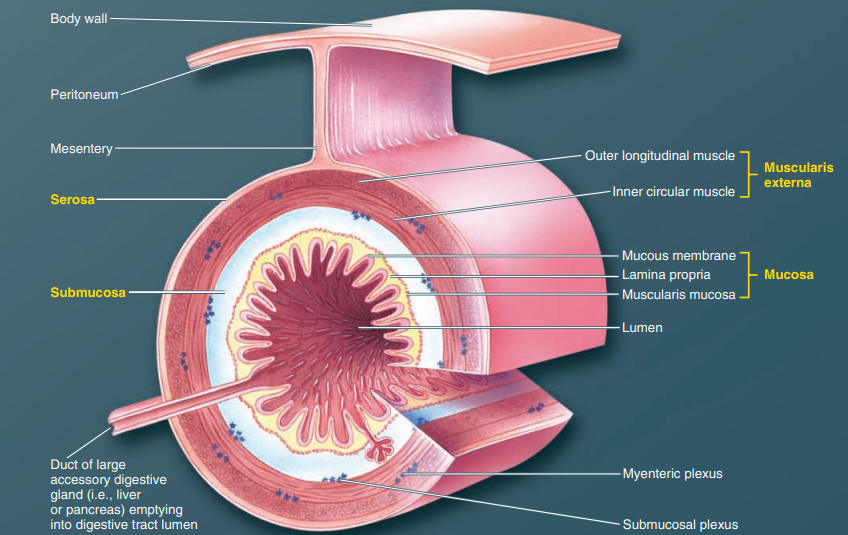 Body wall
Peritoneum
Mesentery
Serosa
Submucosa
Duct of large
accessory digestive
gland (i.e., liver
or pancreas) emptying
into digestive tract lumen
Outer longitudinal muscle
Inner circular muscle
Muscularis
externa
Mucous membrane
Lamina propria
Muscularis mucosa
Mucosa
Lumen
Myenteric plexus
Submucosal plexus